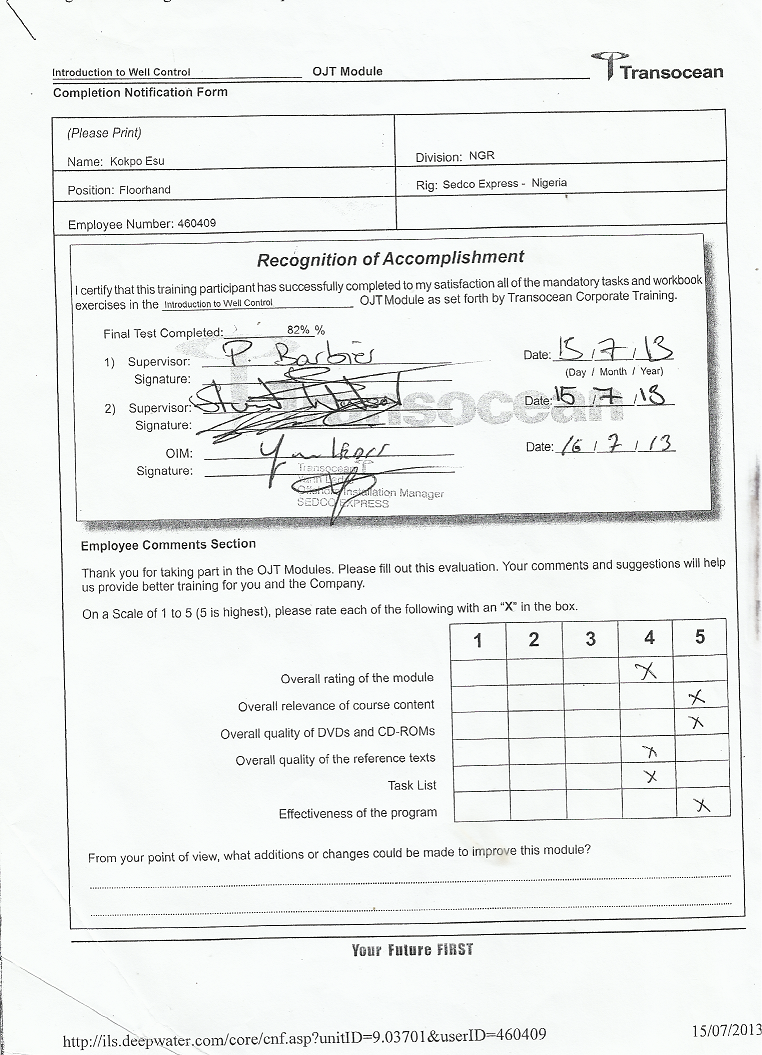 Introduction to Well Control OJT Module
Transocean
Completion Notification Form
(Please Print)
Name: Kokpo Esu
Division: NGR
Position: Floorhand
Rig: Sedco Express - Nigeria
Employee Number: 460409
Recognition of Accomplishment
I certify that this training participant has successfully completed to my satisfaction all of the mandatory tasks and workbook
exercises in the Introduction to Well Control OJT Module as set forth by Transocean Corporate Training.
Final Test Completed: 82% %
1) Supervisor: P. Barbier Date: 15 / 7 / 13
Signature: (Day / Month / Year)
2) Supervisor: Date: 15 / 7 / 13
Signature:
Transocean
OIM: Date: 16 / 7 / 13
Signature:
Transocean
Offshore Installation Manager
SEDCO EXPRESS
Employee Comments Section
Thank you for taking part in the OJT Modules. Please fill out this evaluation. Your comments and suggestions will help
us provide better training for you and the Company.
On a Scale of 1 to 5 (5 is highest), please rate each of the following with an “X” in the box.
1 2 3 4 5
Overall rating of the module X
Overall relevance of course content X
Overall quality of DVDs and CD-ROMs X
Overall quality of the reference texts X
Task List X
Effectiveness of the program X
From your point of view, what additions or changes could be made to improve this module?
Your Future FIRST
http://ils.deepwater.com/core/cnf.asp?unitID=9.03701&userID=460409
15/07/2013